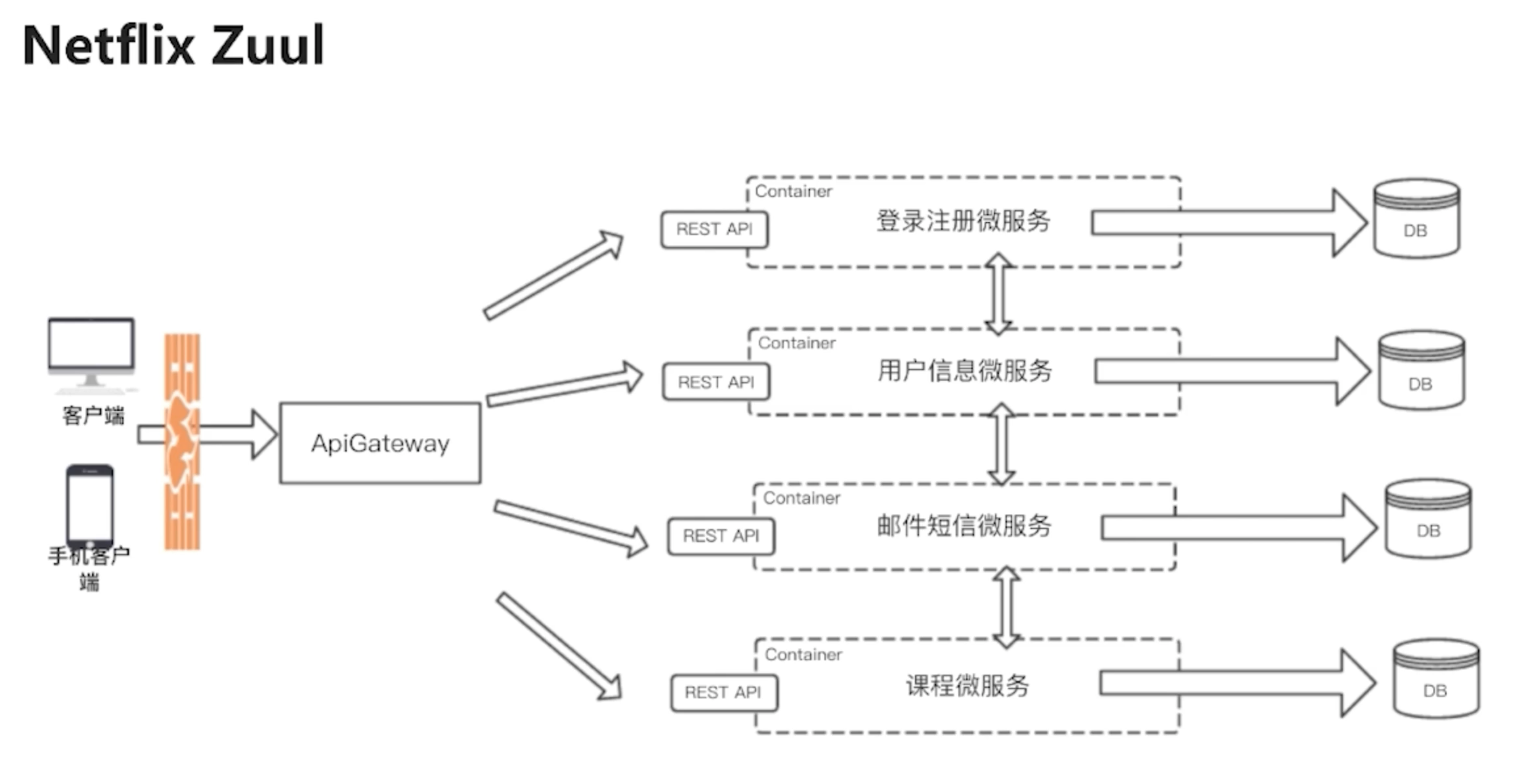 Netflix Zuul
Container
REST API
登录注册微服务
DB
Container
REST API
用户信息微服务
DB
客户端
ApiGateway
手机客户
端
Container
REST API
邮件短信微服务
DB
Container
REST API
课程微服务
DB